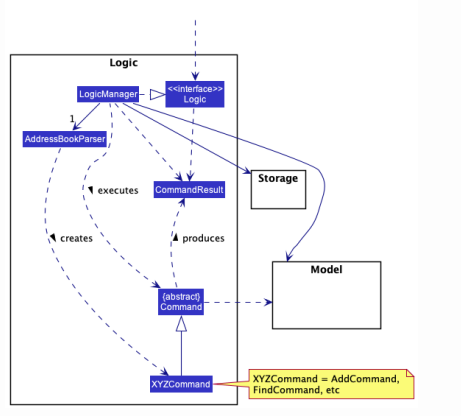 Logic
LogicManager
<<interface>>
Logic
1
AddressBookParser
executes
CommandResult
Storage
creates
produces
Model
{abstract}
Command
XYZCommand
XYZCommand = AddCommand,
FindCommand, etc